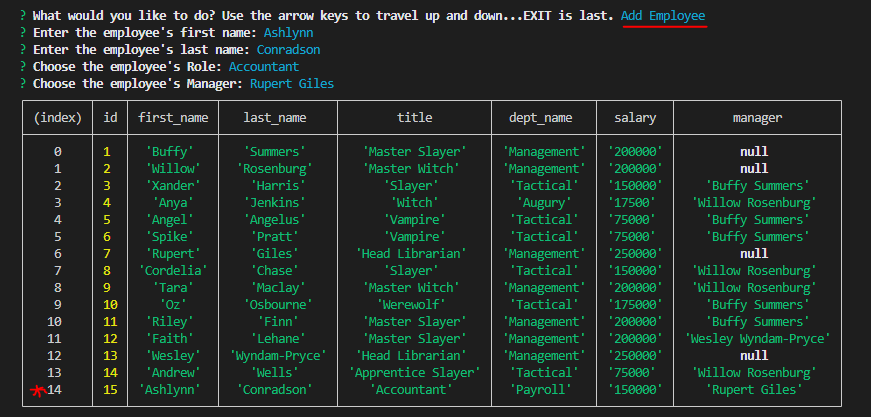 ? What would you like to do? Use the arrow keys to travel up and down...EXIT is last. Add Employee
? Enter the employee's first name: Ashlynn
? Enter the employee's last name: Conradson
? Choose the employee's Role: Accountant
? Choose the employee's Manager: Rupert Giles
(index) id first_name last_name title dept_name salary manager
0 1 'Buffy' 'Summers' 'Master Slayer' 'Management' '200000' null
1 2 'Willow' 'Rosenburg' 'Master Witch' 'Management' '200000' null
2 3 'Xander' 'Harris' 'Slayer' 'Tactical' '150000' 'Buffy Summers'
3 4 'Anya' 'Jenkins' 'Witch' 'Augury' '17500' 'Willow Rosenburg'
4 5 'Angel' 'Angelus' 'Vampire' 'Tactical' '75000' 'Buffy Summers'
5 6 'Spike' 'Pratt' 'Vampire' 'Tactical' '75000' 'Buffy Summers'
6 7 'Rupert' 'Giles' 'Head Librarian' 'Management' '250000' null
7 8 'Cordelia' 'Chase' 'Slayer' 'Tactical' '150000' 'Willow Rosenburg'
8 9 'Tara' 'Maclay' 'Master Witch' 'Management' '200000' 'Willow Rosenburg'
9 10 'Oz' 'Osbourne' 'Werewolf' 'Tactical' '175000' 'Buffy Summers'
10 11 'Riley' 'Finn' 'Master Slayer' 'Management' '200000' 'Buffy Summers'
11 12 'Faith' 'Lehane' 'Master Slayer' 'Management' '200000' 'Wesley Wyndam-Pryce'
12 13 'Wesley' 'Wyndam-Pryce' 'Head Librarian' 'Management' '250000' null
13 14 'Andrew' 'Wells' 'Apprentice Slayer' 'Tactical' '75000' 'Willow Rosenburg'
14 15 'Ashlynn' 'Conradson' 'Accountant' 'Payroll' '150000' 'Rupert Giles'